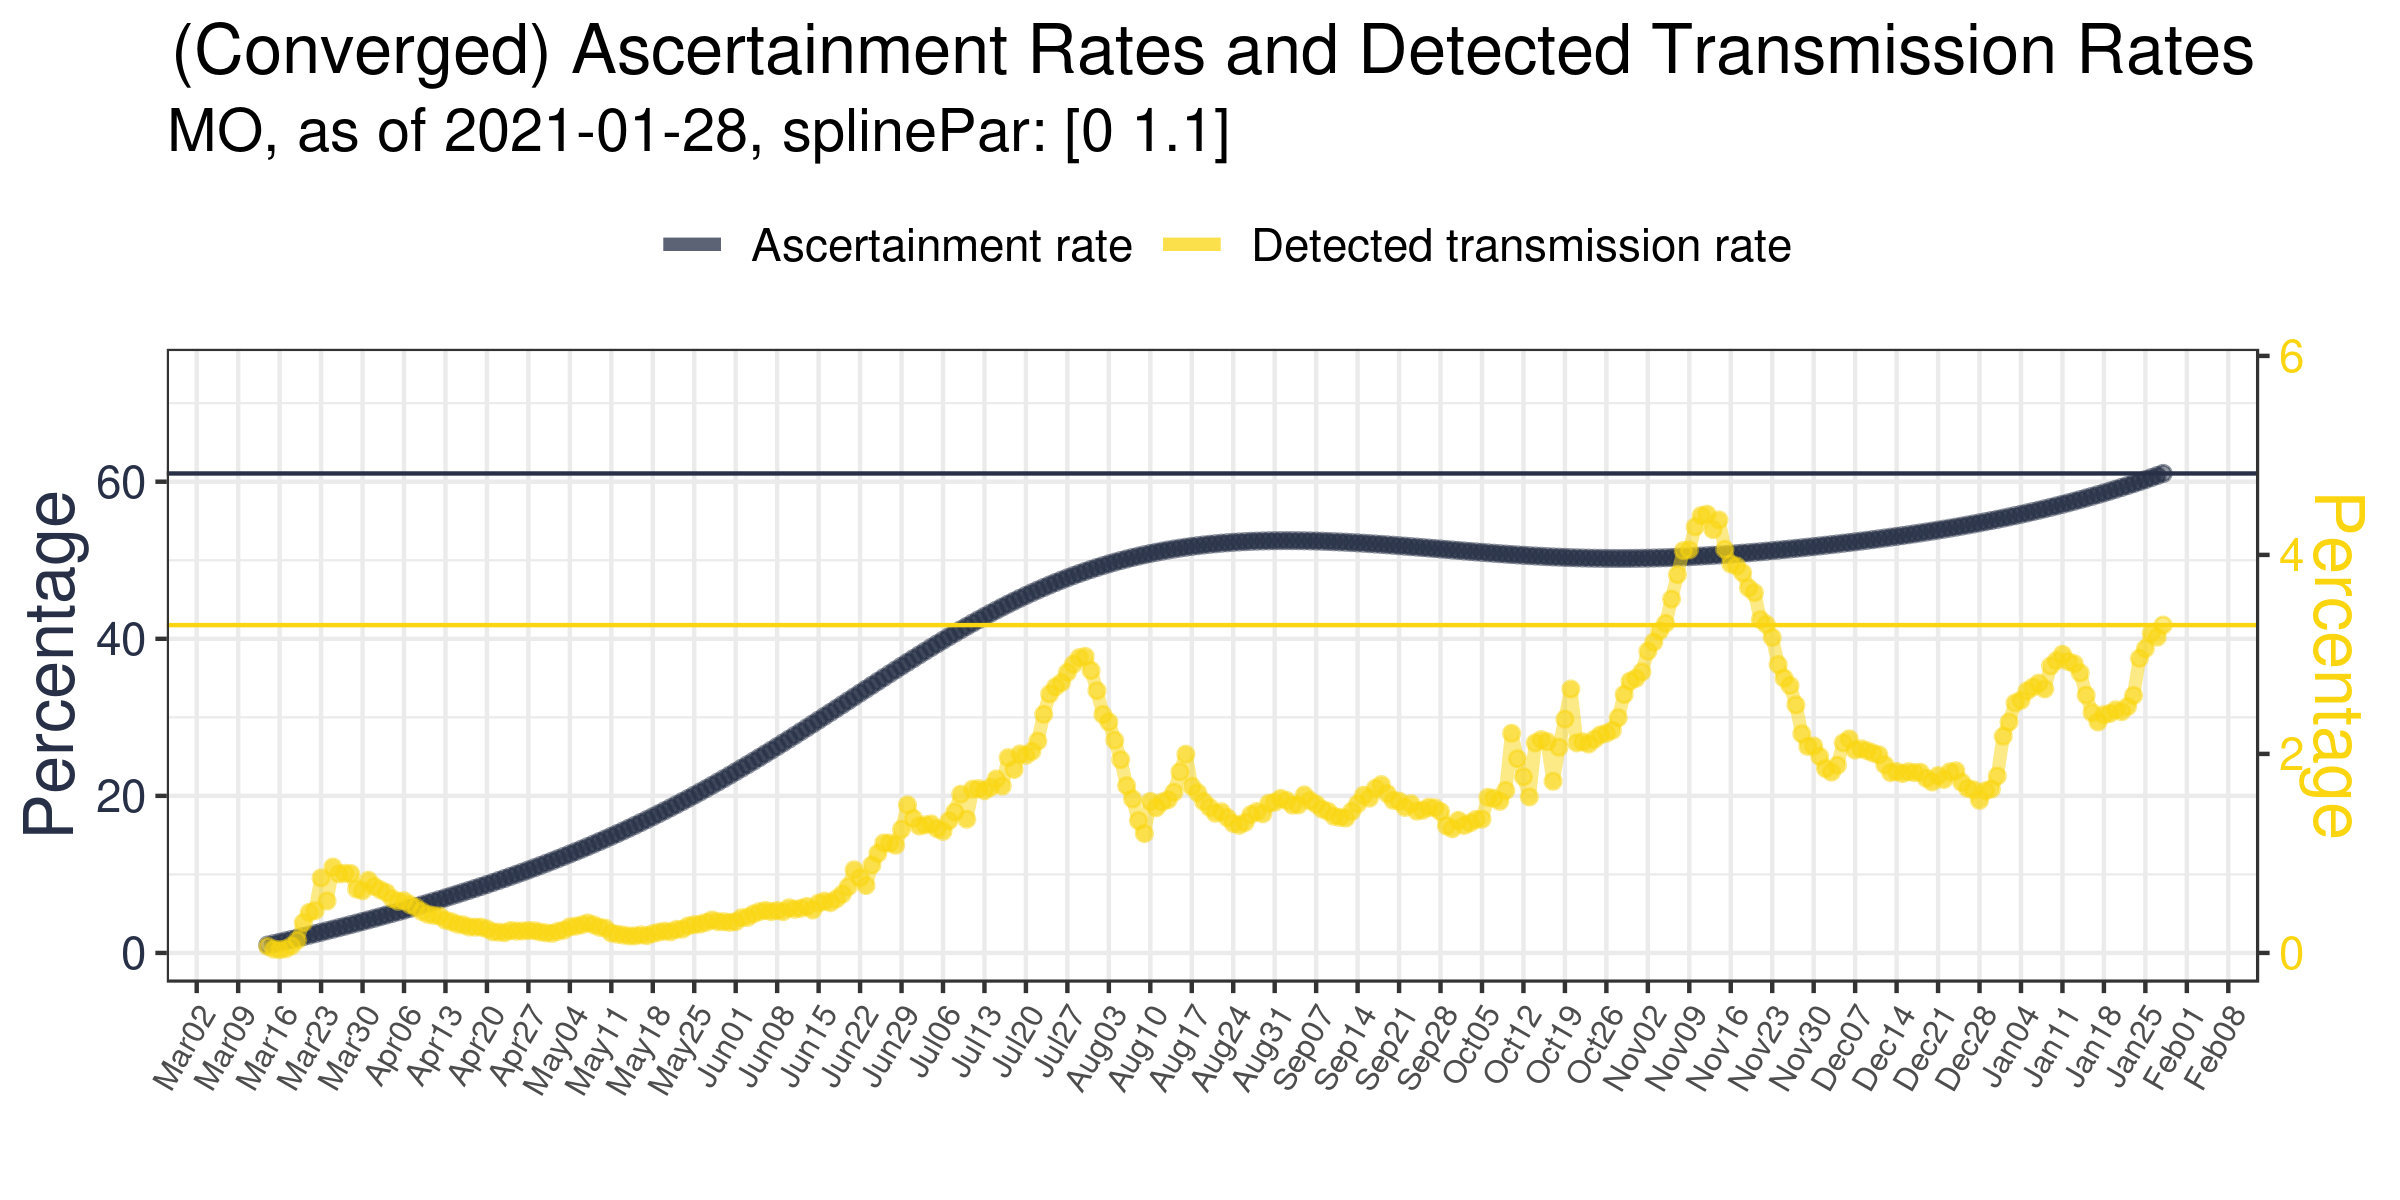 (Converged) Ascertainment Rates and Detected Transmission Rates
MO, as of 2021-01-28, splinePar: [0 1.1]
Ascertainment rate
Detected transmission rate
Percentage
60
40
20
0
6
4
2
0
Percentage
Mar02
Mar09
Mar16
Mar23
Mar30
Apr06
Apr13
Apr20
Apr27
May04
May11
May18
May25
Jun01
Jun08
Jun15
Jun22
Jun29
Jul06
Jul13
Jul20
Jul27
Aug03
Aug10
Aug17
Aug24
Aug31
Sep07
Sep14
Sep21
Sep28
Oct05
Oct12
Oct19
Oct26
Nov02
Nov09
Nov16
Nov23
Nov30
Dec07
Dec14
Dec21
Dec28
Jan04
Jan11
Jan18
Jan25
Feb01
Feb08